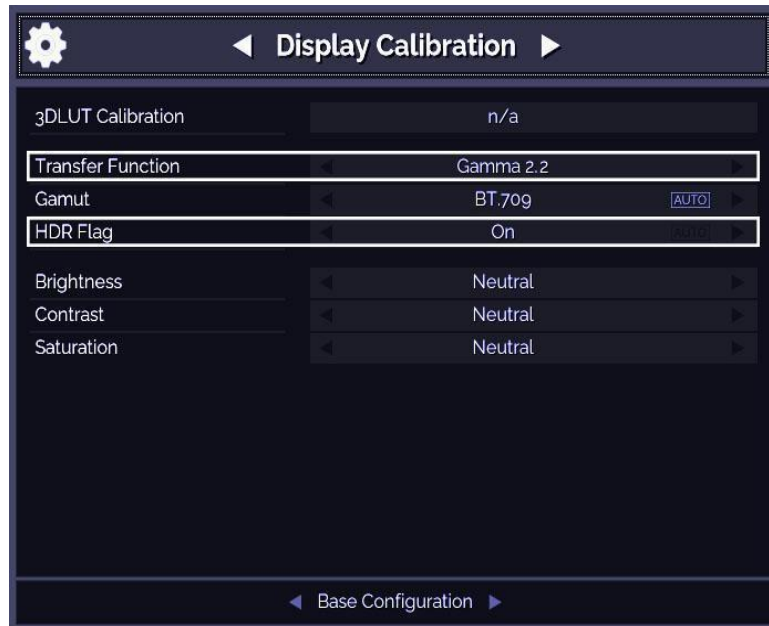 Display Calibration
3DLUT Calibration n/a
Transfer Function Gamma 2.2
Gamut BT.709 AUTO
HDR Flag On AUTO
Brightness Neutral
Contrast Neutral
Saturation Neutral
Base Configuration